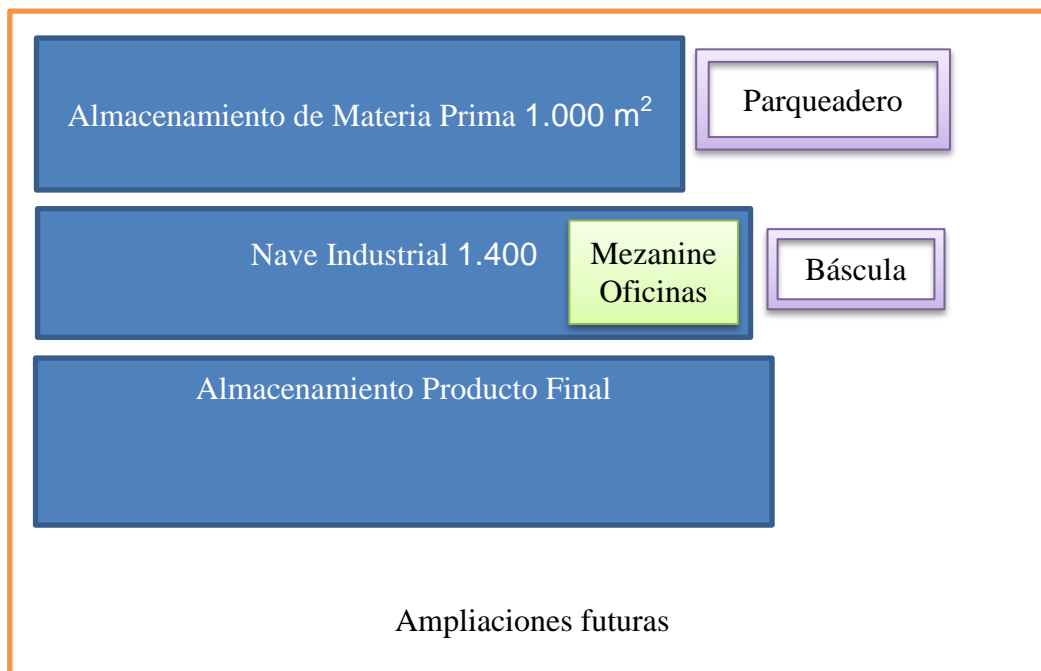 Almacenamiento de Materia Prima 1.000 m²
Parqueadero
Nave Industrial 1.400
Mezanine
Oficinas
Báscula
Almacenamiento Producto Final
Ampliaciones futuras